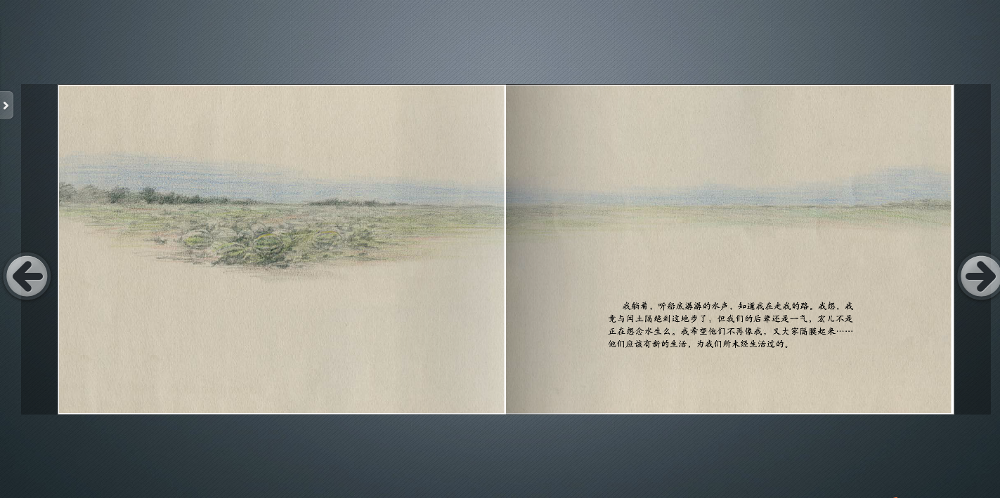 我躺着，听船底潺潺的水声，知道我在走我的路。我想，我
竟与闰土隔绝到这地步了，但我们的后辈还是一气，宏儿不是
正在想念水生么。我希望他们不再像我，又大家隔膜起来……
他们应该有新的生活，为我们所未经生活过的。